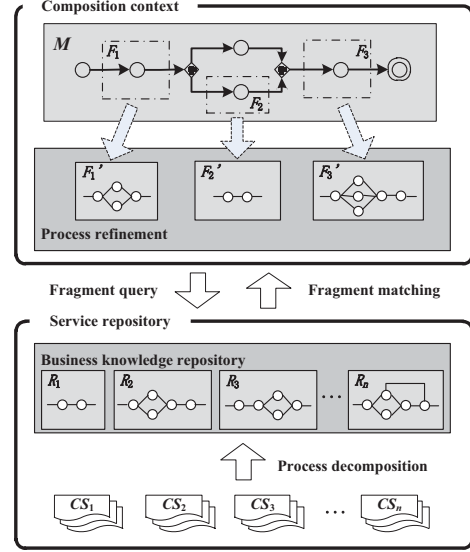 Composition context
M
F1
F2
F3
F1′
F2′
F3′
Process refinement
Fragment query
Fragment matching
Service repository
Business knowledge repository
R1
R2
R3
Rn
...
Process decomposition
CS1
CS2
CS3
...
CSn